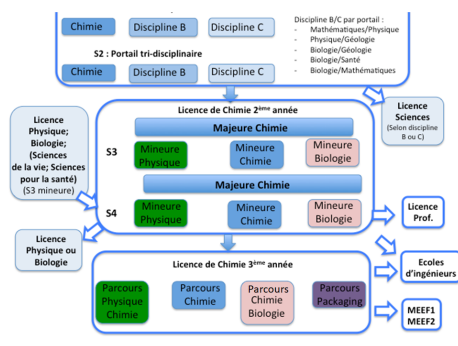 Chimie
Discipline B
Discipline C
S2 : Portail tri-disciplinaire
Chimie
Discipline B
Discipline C
Discipline B/C par portail :
- Mathématiques/Physique
- Physique/Géologie
- Biologie/Géologie
- Biologie/Santé
- Biologie/Mathématiques
Licence
Sciences
(Selon discipline
B ou C)
Licence
Physique;
Biologie;
(Sciences
de la vie; Sciences
pour la santé)
(S3 mineure)
Licence de Chimie 2ème année
Majeure Chimie
S3
Mineure
Physique
Mineure
Chimie
Mineure
Biologie
Majeure Chimie
S4
Mineure
Physique
Mineure
Chimie
Mineure
Biologie
Licence
Prof.
Licence
Physique ou
Biologie
Licence de Chimie 3ème année
Parcours
Physique
Chimie
Parcours
Chimie
Parcours
Chimie
Biologie
Parcours
Packaging
Ecoles
d'ingénieurs
MEEF1
MEEF2